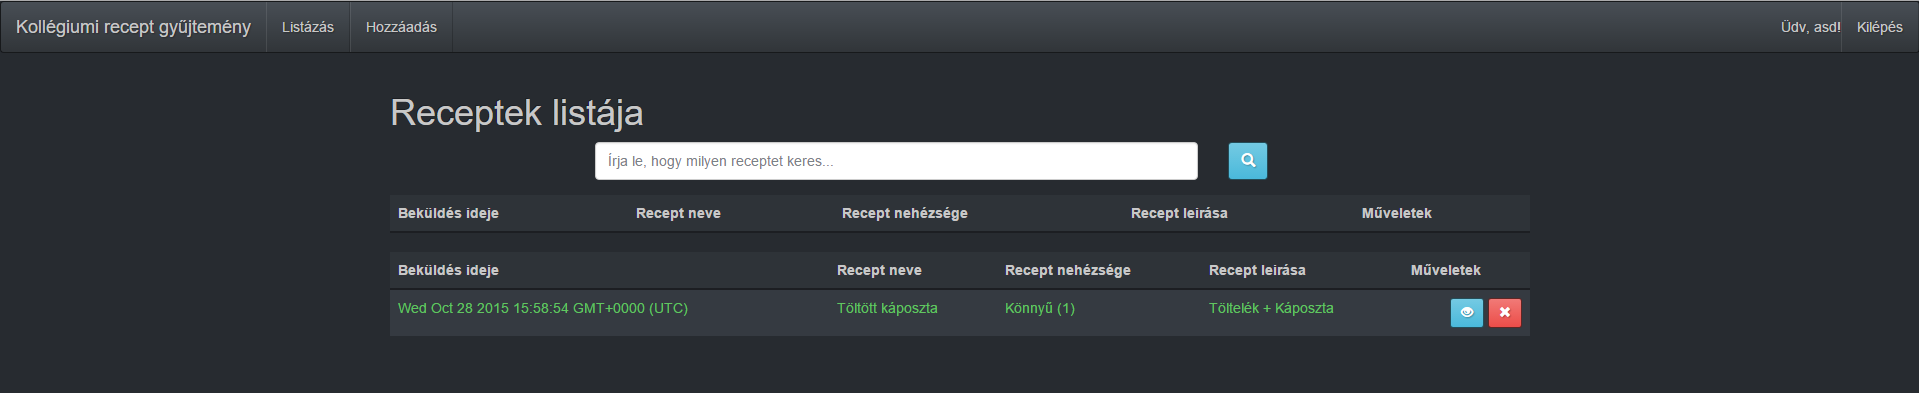 Kollégiumi recept gyűjtemény Listázás Hozzáadás Üdv, asd! Kilépés
Receptek listája
Írja le, hogy milyen receptet keres...
Beküldés ideje Recept neve Recept nehézsége Recept leírása Műveletek
Beküldés ideje Recept neve Recept nehézsége Recept leírása Műveletek
Wed Oct 28 2015 15:58:54 GMT+0000 (UTC) Töltött káposzta Könnyű (1) Töltelék + Káposzta